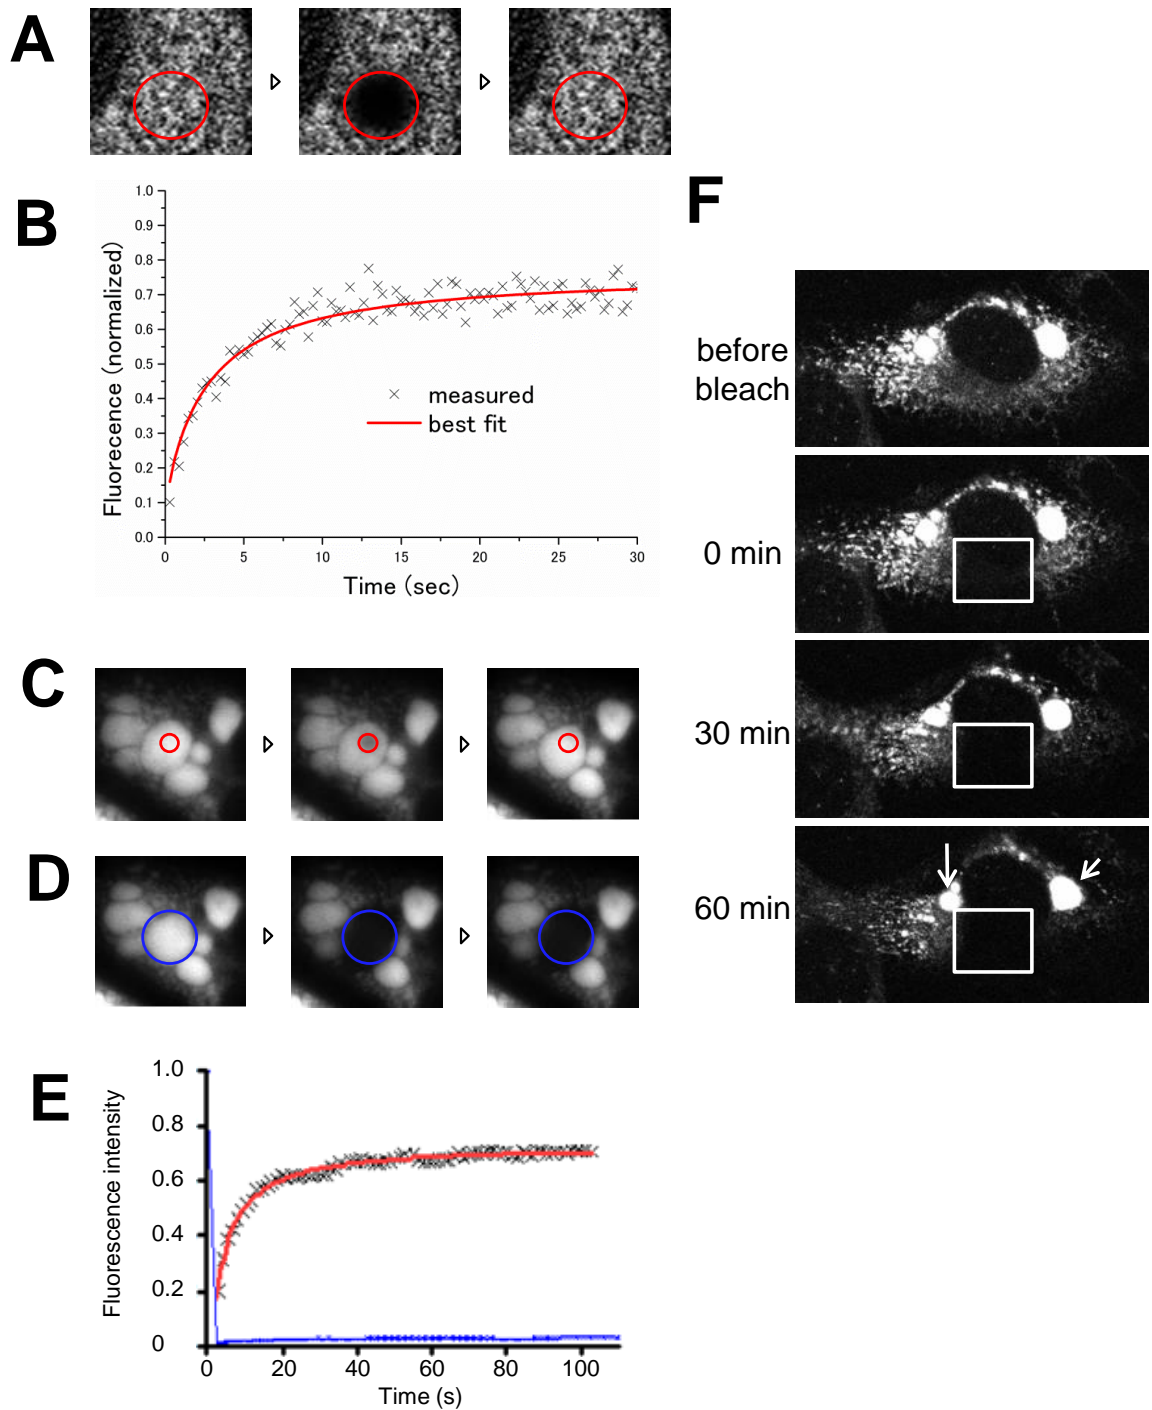 A
B
1.0
0.9
0.8
0.7
0.6
0.5
0.4
0.3
0.2
0.1
0.0
Fluorecence (normalized)
measured
best fit
0 5 10 15 20 25 30
Time (sec)
C
D
E
1.0
0.8
0.6
0.4
0.2
0
Fluorescence intensity
0 20 40 60 80 100
Time (s)
F
before
bleach
0 min
30 min
60 min